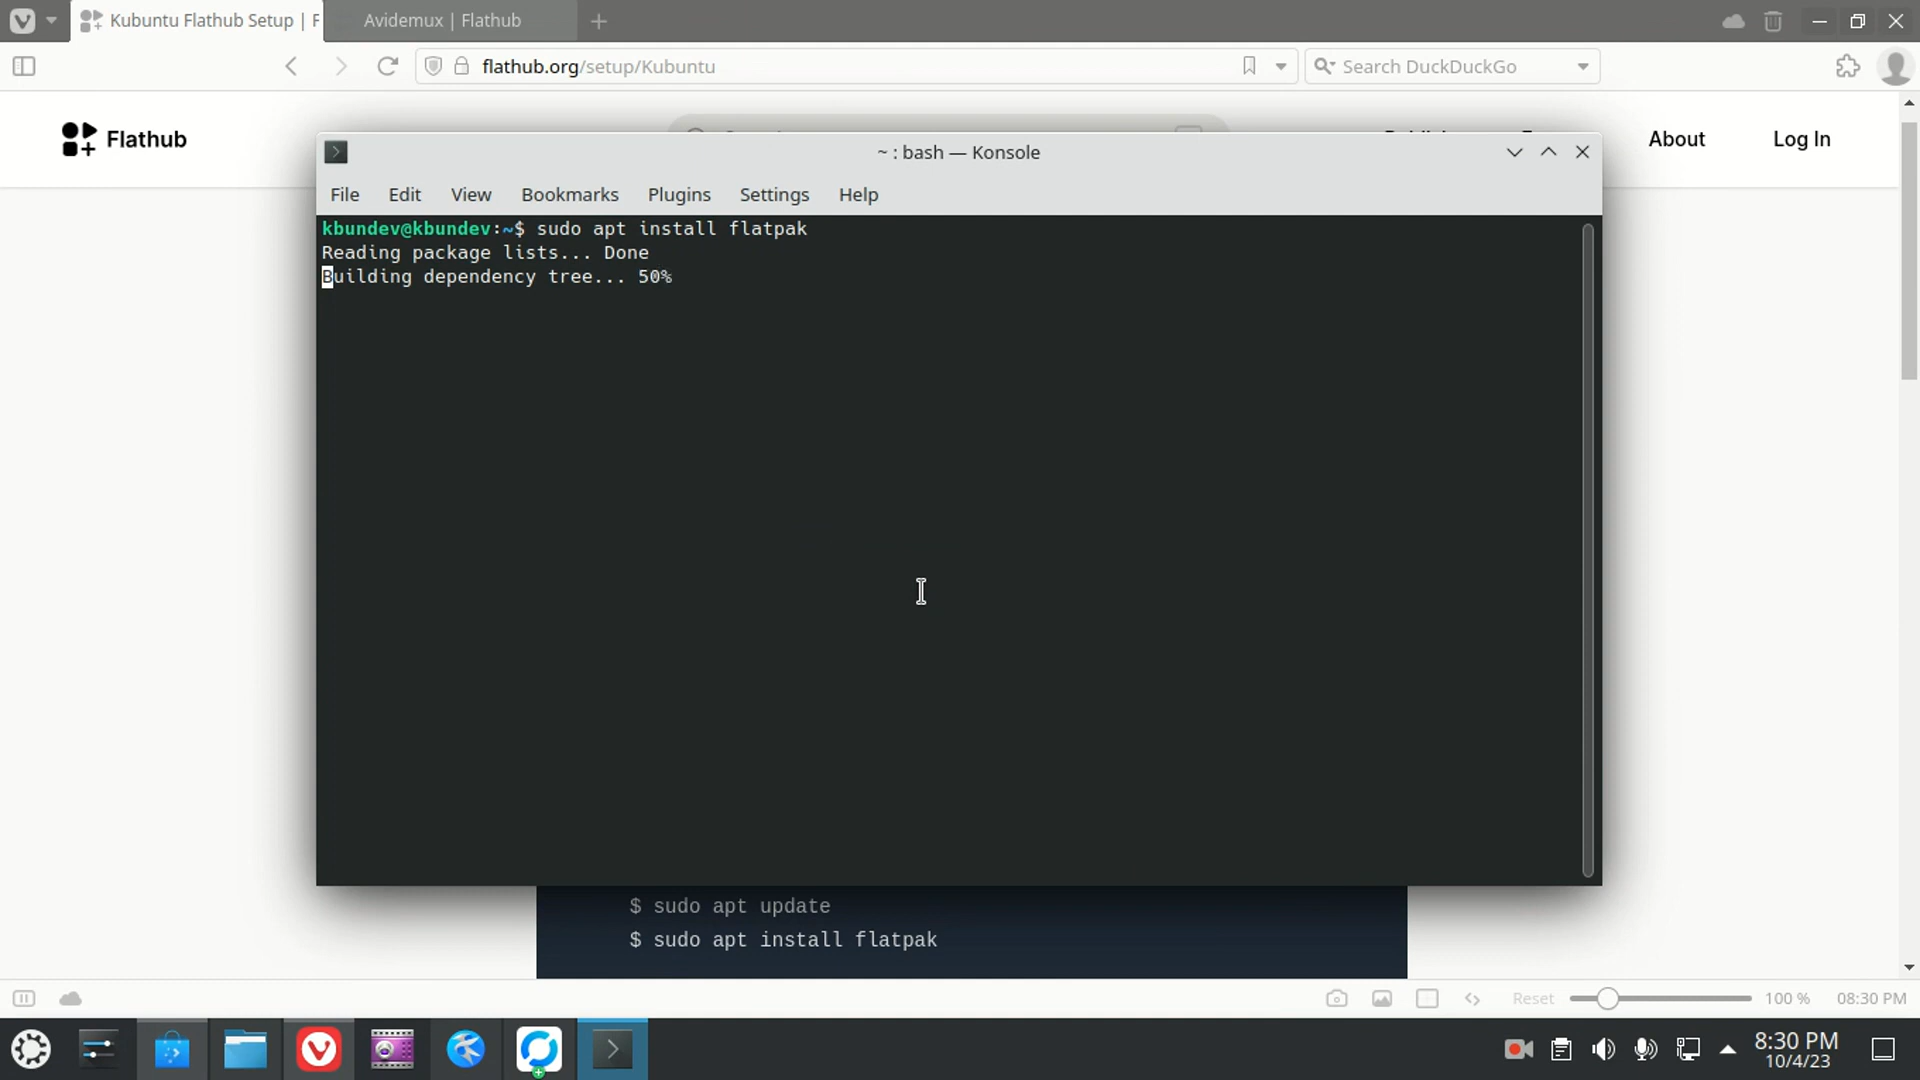 Kubuntu Flathub Setup | F
Avidemux | Flathub
flathub.org/setup/Kubuntu
Search DuckDuckGo
Flathub
About
Log In
~ : bash — Konsole
File Edit View Bookmarks Plugins Settings Help
kbundev@kbundev:~$ sudo apt install flatpak
Reading package lists... Done
Building dependency tree... 50%
$ sudo apt update
$ sudo apt install flatpak
Reset 100 % 08:30 PM
8:30 PM
10/4/23